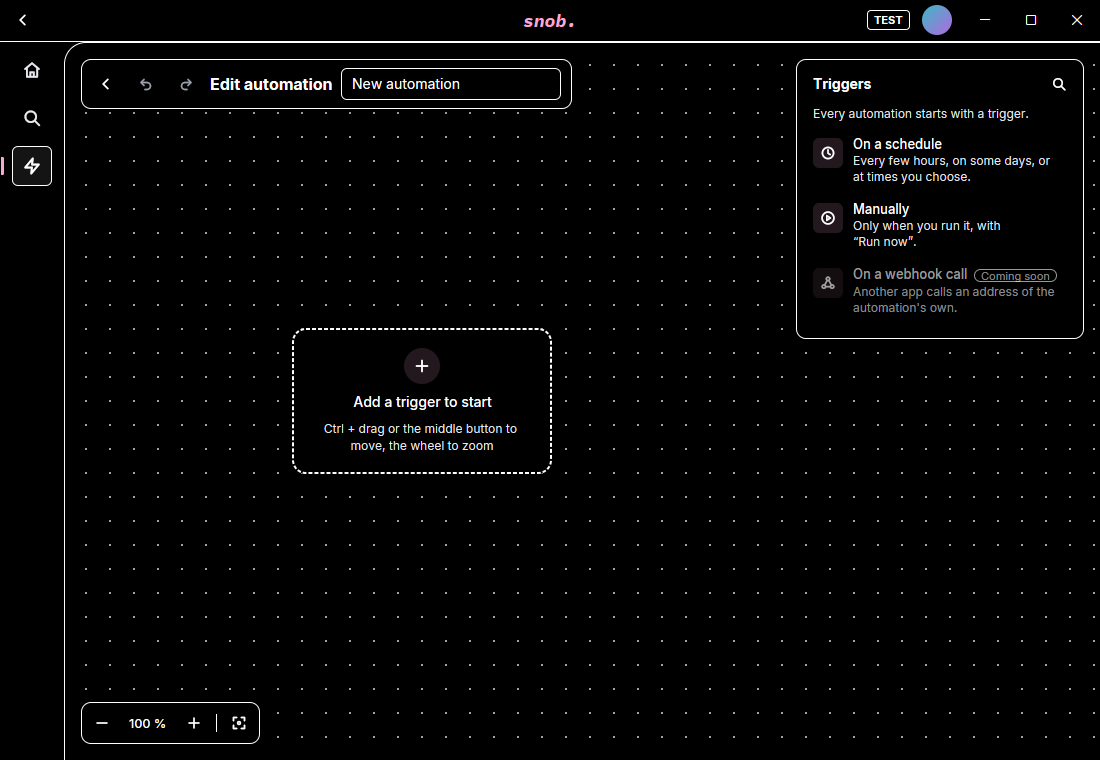 snob.
TEST
Edit automation
New automation
Triggers
Every automation starts with a trigger.
On a schedule
Every few hours, on some days, or
at times you choose.
Manually
Only when you run it, with
“Run now”.
On a webhook call
Coming soon
Another app calls an address of the
automation's own.
Add a trigger to start
Ctrl + drag or the middle button to
move, the wheel to zoom
100 %